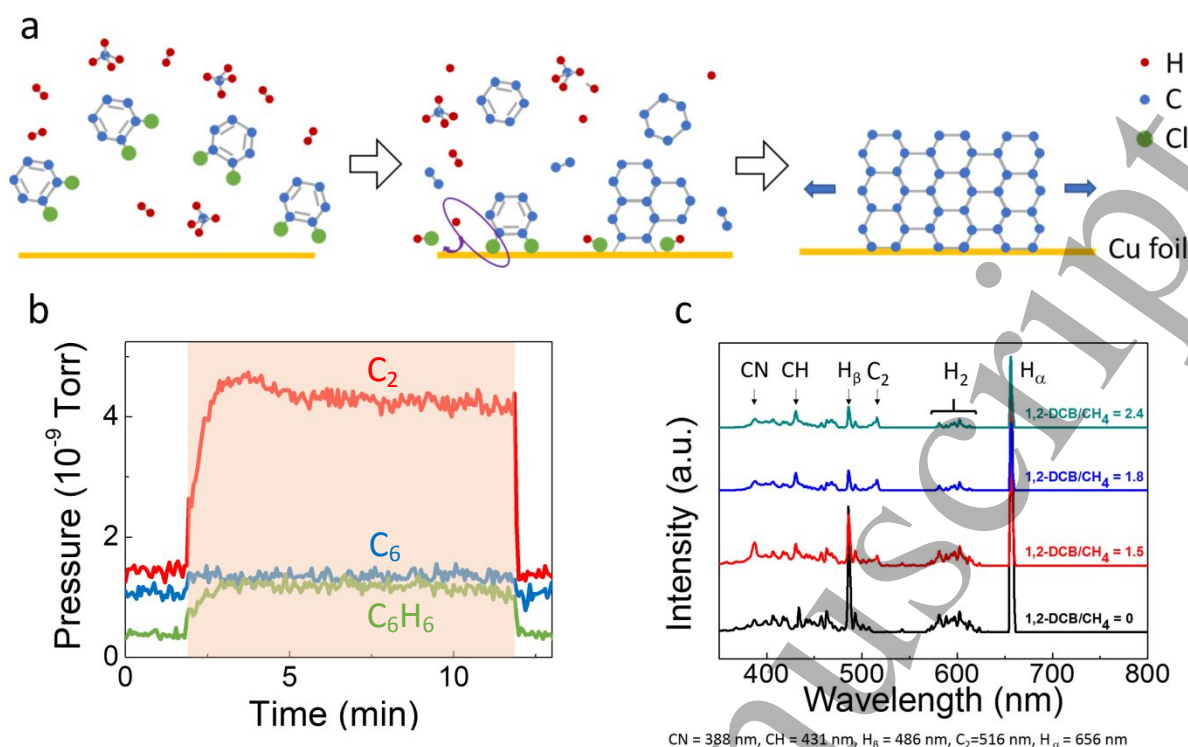 a
H
C
Cl
Cu foil
b
Pressure (10⁻⁹ Torr)
4
2
0
C₂
C₆
C₆H₆
0 5 10
Time (min)
c
Intensity (a.u.)
CN CH Hβ C₂ H₂ Hα
1,2-DCB/CH₄ = 2.4
1,2-DCB/CH₄ = 1.8
1,2-DCB/CH₄ = 1.5
1,2-DCB/CH₄ = 0
400 500 600 700 800
Wavelength (nm)
CN = 388 nm, CH = 431 nm, Hβ = 486 nm, C₂=516 nm, Hα = 656 nm